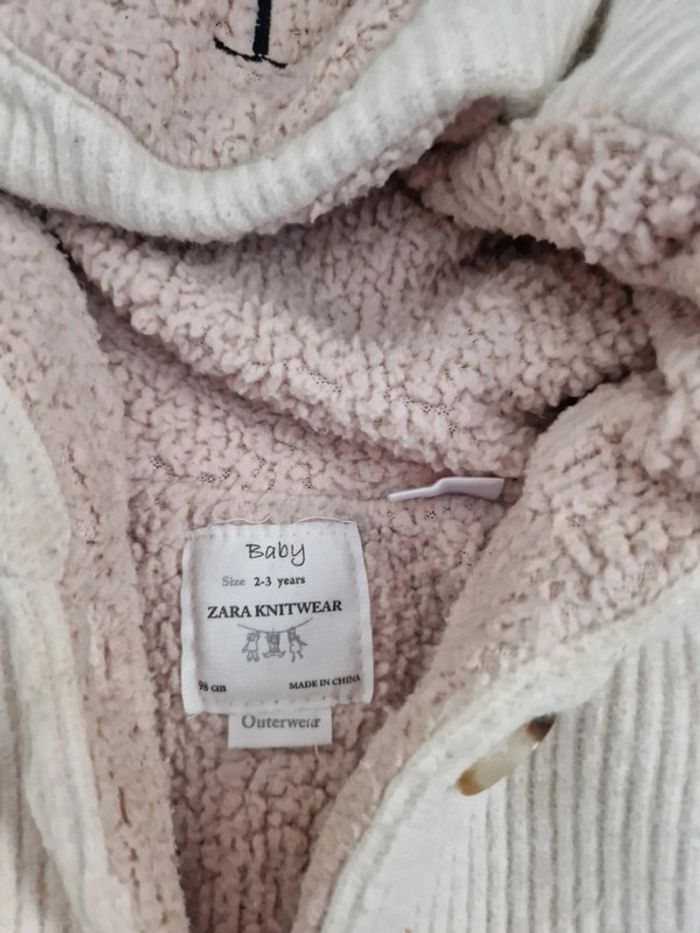 Baby
Size 2-3 years
ZARA KNITWEAR
98 cm MADE IN CHINA
Outerwear